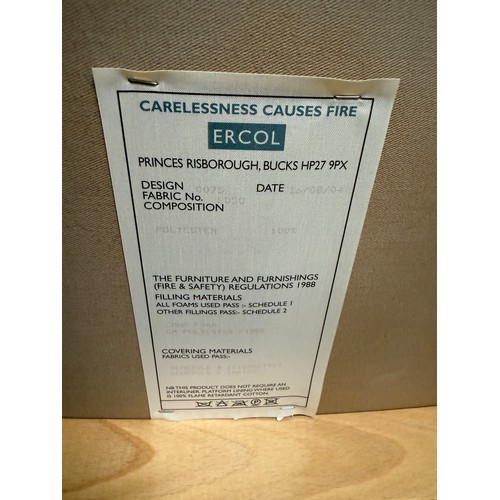 CARELESSNESS CAUSES FIRE
ERCOL
PRINCES RISBOROUGH, BUCKS HP27 9PX
DESIGN DATE 16/08/04
FABRIC No.
COMPOSITION
POLYESTER 100%
THE FURNITURE AND FURNISHINGS
(FIRE & SAFETY) REGULATIONS 1988
FILLING MATERIALS
ALL FOAMS USED PASS :- SCHEDULE 1
OTHER FILLINGS PASS:- SCHEDULE 2
COVERING MATERIALS
FABRICS USED PASS:-
NB THIS PRODUCT DOES NOT REQUIRE AN
INTERLINER, PLATFORM LINING WHERE USED
IS 100% FLAME RETARDANT COTTON.